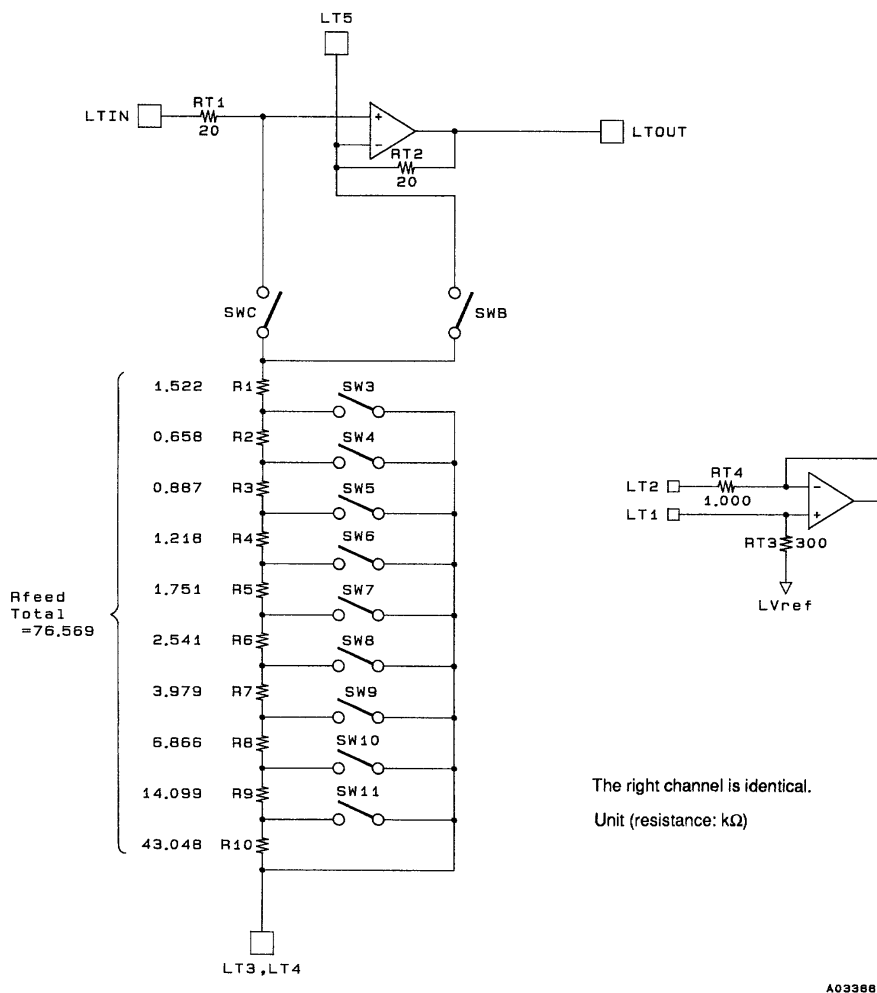 LT5
LTIN
RT1
20
+
−
RT2
20
LTOUT
SWC
SWB
1.522 R1
SW3
0.658 R2
SW4
0.887 R3
SW5
1.218 R4
SW6
1.751 R5
SW7
2.541 R6
SW8
3.979 R7
SW9
6.866 R8
SW10
14.099 R9
SW11
43.048 R10
Rfeed
Total
=76.569
LT3,LT4
LT2
RT4
1.000
−
LT1
+
RT3
300
LVref
The right channel is identical.
Unit (resistance: kΩ)
A03388